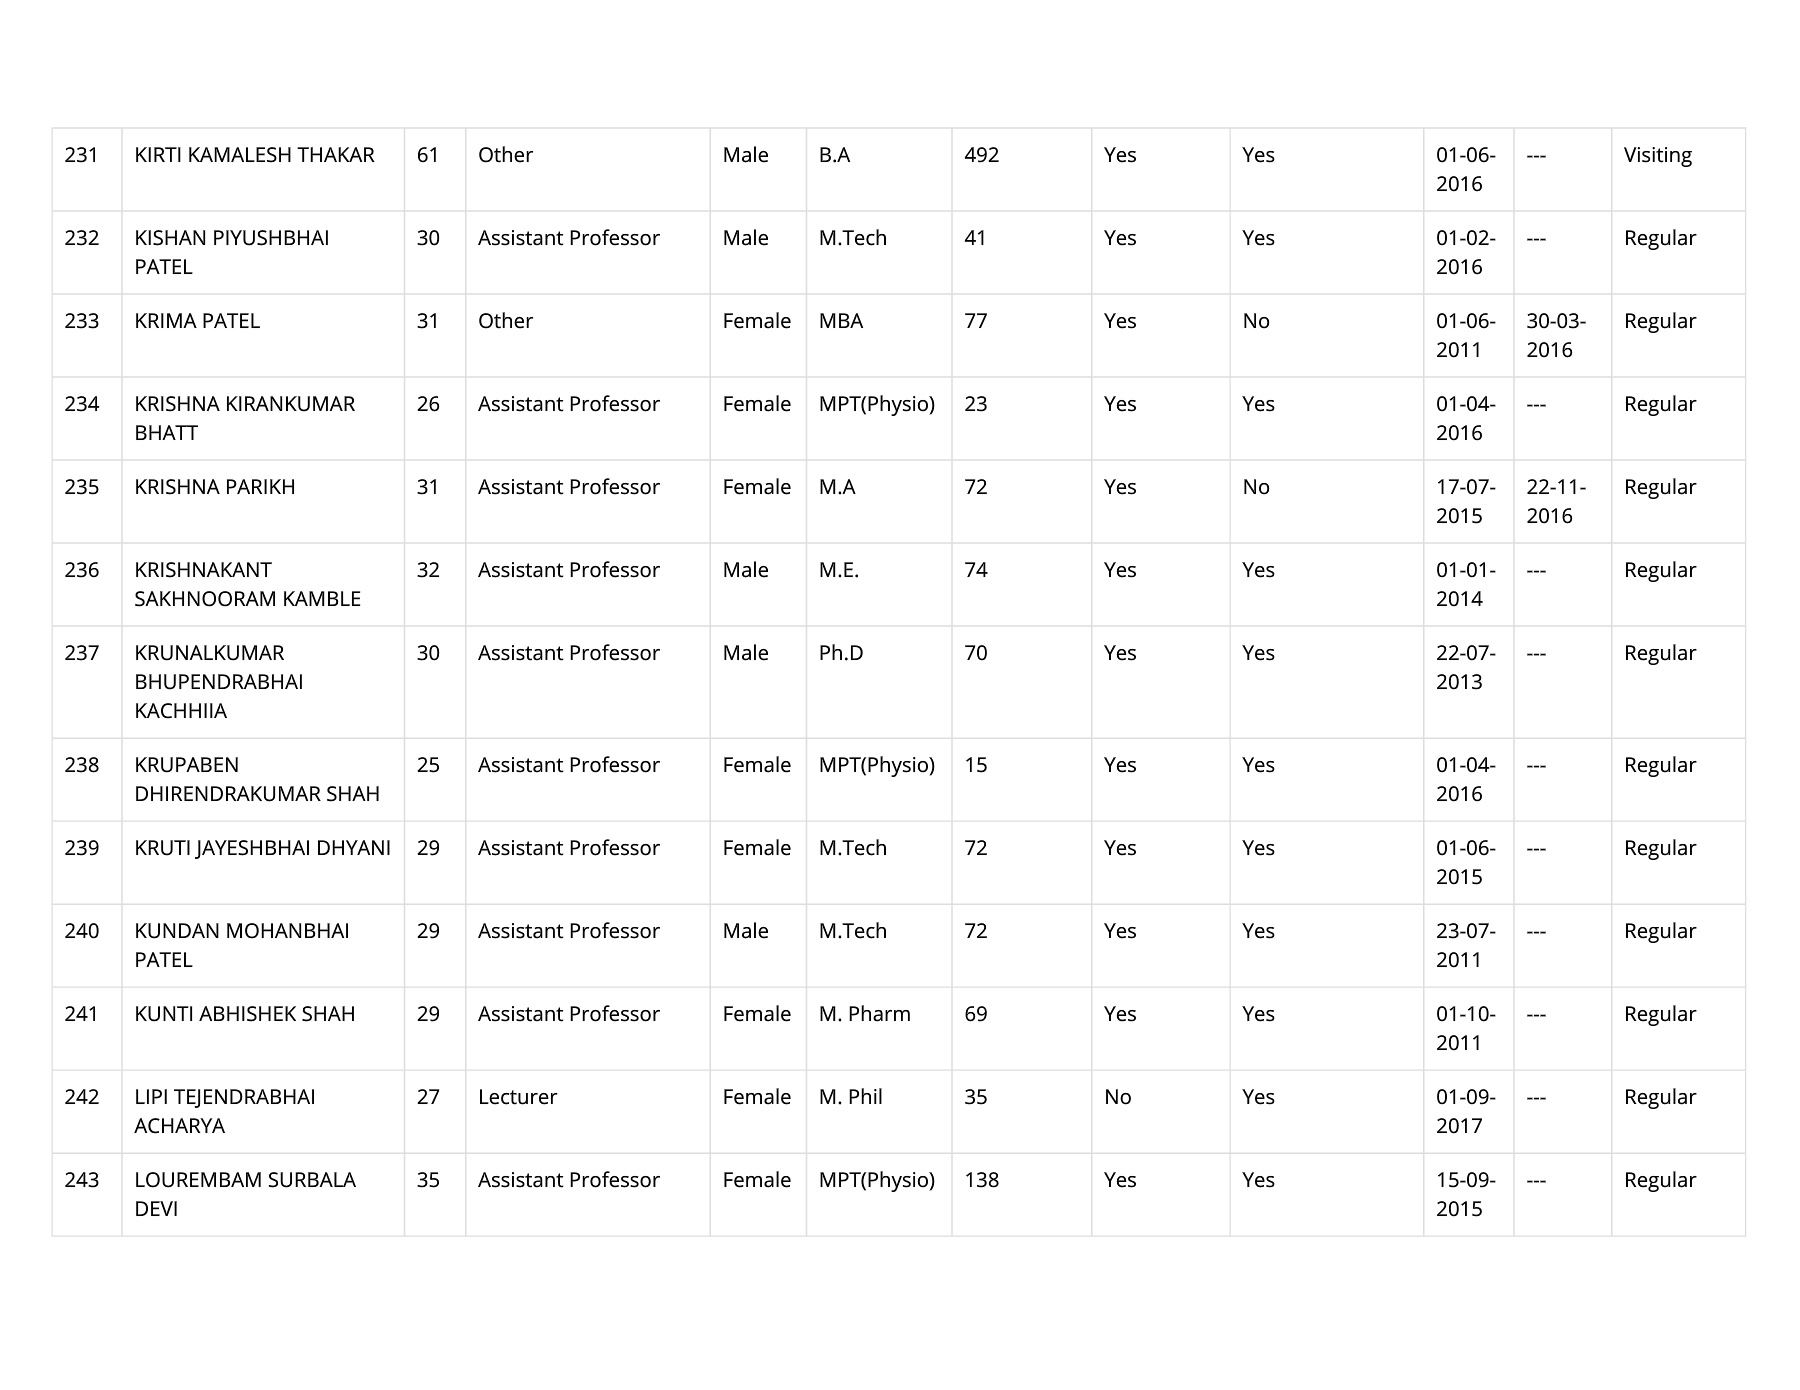 231 KIRTI KAMALESH THAKAR 61 Other Male B.A 492 Yes Yes 01-06- --- Visiting
2016
232 KISHAN PIYUSHBHAI 30 Assistant Professor Male M.Tech 41 Yes Yes 01-02- --- Regular
PATEL 2016
233 KRIMA PATEL 31 Other Female MBA 77 Yes No 01-06- 30-03- Regular
2011 2016
234 KRISHNA KIRANKUMAR 26 Assistant Professor Female MPT(Physio) 23 Yes Yes 01-04- --- Regular
BHATT 2016
235 KRISHNA PARIKH 31 Assistant Professor Female M.A 72 Yes No 17-07- 22-11- Regular
2015 2016
236 KRISHNAKANT 32 Assistant Professor Male M.E. 74 Yes Yes 01-01- --- Regular
SAKHNOORAM KAMBLE 2014
237 KRUNALKUMAR 30 Assistant Professor Male Ph.D 70 Yes Yes 22-07- --- Regular
BHUPENDRABHAI 2013
KACHHIIA
238 KRUPABEN 25 Assistant Professor Female MPT(Physio) 15 Yes Yes 01-04- --- Regular
DHIRENDRAKUMAR SHAH 2016
239 KRUTI JAYESHBHAI DHYANI 29 Assistant Professor Female M.Tech 72 Yes Yes 01-06- --- Regular
2015
240 KUNDAN MOHANBHAI 29 Assistant Professor Male M.Tech 72 Yes Yes 23-07- --- Regular
PATEL 2011
241 KUNTI ABHISHEK SHAH 29 Assistant Professor Female M. Pharm 69 Yes Yes 01-10- --- Regular
2011
242 LIPI TEJENDRABHAI 27 Lecturer Female M. Phil 35 No Yes 01-09- --- Regular
ACHARYA 2017
243 LOUREMBAM SURBALA 35 Assistant Professor Female MPT(Physio) 138 Yes Yes 15-09- --- Regular
DEVI 2015